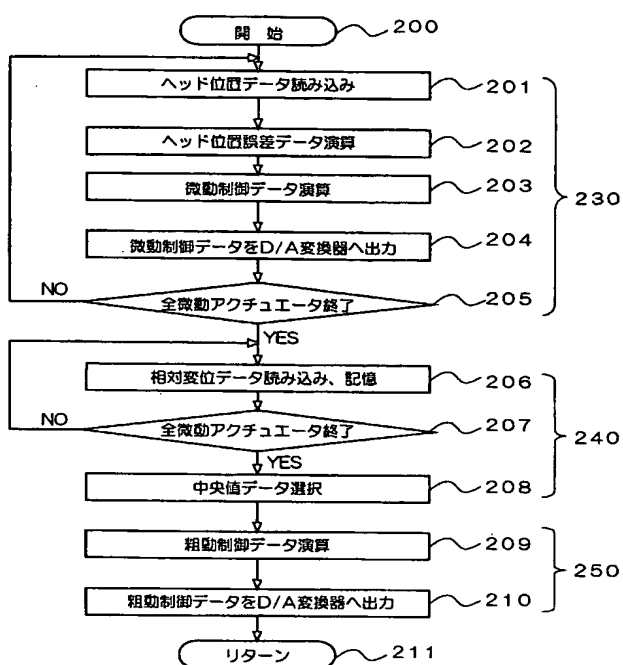 開 始
200
ヘッド位置データ読み込み
201
ヘッド位置誤差データ演算
202
微動制御データ演算
203
230
微動制御データをD/A変換器へ出力
204
NO
全微動アクチュエータ終了
205
YES
相対変位データ読み込み、記憶
206
NO
全微動アクチュエータ終了
207
240
YES
中央値データ選択
208
粗動制御データ演算
209
250
粗動制御データをD/A変換器へ出力
210
リターン
211